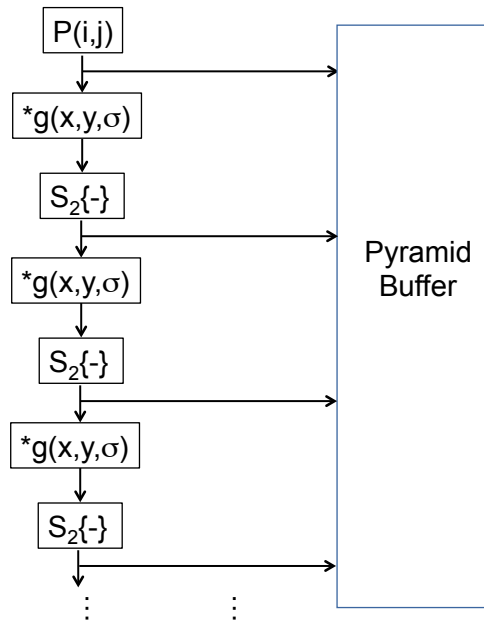 P(i,j)
*g(x,y,σ)
S₂{-}
*g(x,y,σ)
S₂{-}
*g(x,y,σ)
S₂{-}
⋮ ⋮
Pyramid
Buffer